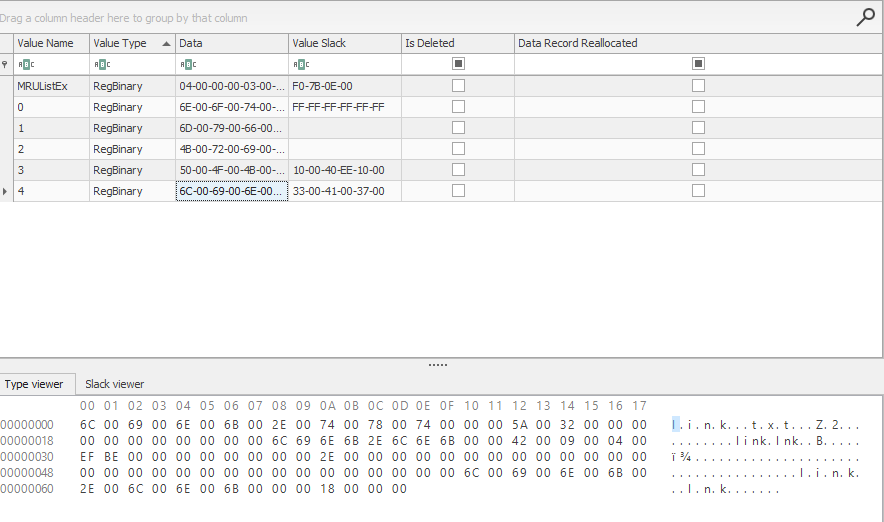 Drag a column header here to group by that column
Value Name Value Type Data Value Slack Is Deleted Data Record Reallocated
ABC ABC ABC ABC
MRUListEx RegBinary 04-00-00-00-03-00-... F0-7B-0E-00
0 RegBinary 6E-00-6F-00-74-00-... FF-FF-FF-FF-FF-FF
1 RegBinary 6D-00-79-00-66-00...
2 RegBinary 4B-00-72-00-69-00-...
3 RegBinary 50-00-4F-00-4B-00-... 10-00-40-EE-10-00
4 RegBinary 6C-00-69-00-6E-00... 33-00-41-00-37-00
Type viewer Slack viewer
00 01 02 03 04 05 06 07 08 09 0A 0B 0C 0D 0E 0F 10 11 12 13 14 15 16 17
00000000 6C 00 69 00 6E 00 6B 00 2E 00 74 00 78 00 74 00 00 00 5A 00 32 00 00 00 l.i.n.k...t.x.t...Z.2...
00000018 00 00 00 00 00 00 00 00 6C 69 6E 6B 2E 6C 6E 6B 00 00 42 00 09 00 04 00 ........link.lnk..B.....
00000030 EF BE 00 00 00 00 00 00 00 00 2E 00 00 00 00 00 00 00 00 00 00 00 00 00 ï¾......................
00000048 00 00 00 00 00 00 00 00 00 00 00 00 00 00 00 00 6C 00 69 00 6E 00 6B 00 ................l.i.n.k.
00000060 2E 00 6C 00 6E 00 6B 00 00 00 18 00 00 00 ..l.n.k.......